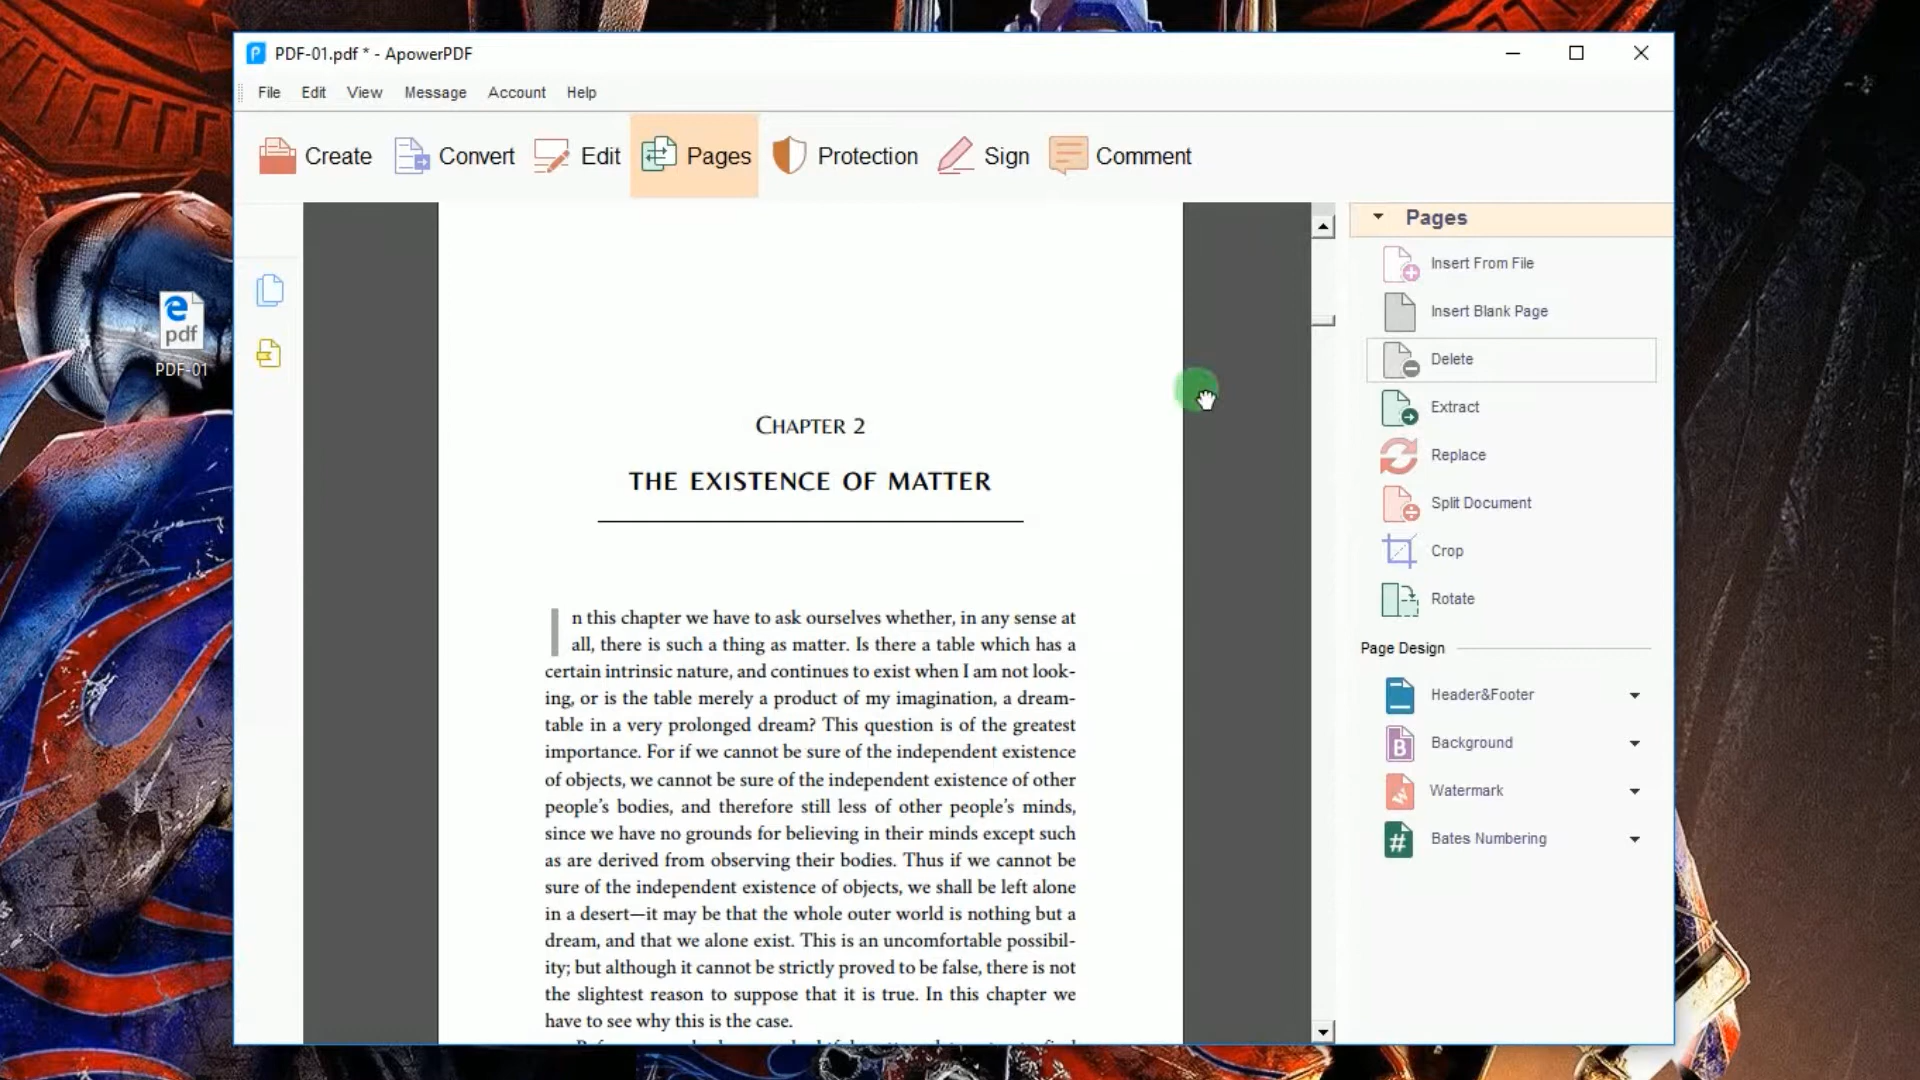 PDF-01.pdf * - ApowerPDF
File Edit View Message Account Help
Create Convert Edit Pages Protection Sign Comment
Pages
Insert From File
Insert Blank Page
Delete
Extract
Replace
Split Document
Crop
Rotate
Page Design
Header&Footer
Background
Watermark
Bates Numbering
e
pdf
PDF-01
CHAPTER 2
THE EXISTENCE OF MATTER
In this chapter we have to ask ourselves whether, in any sense at
all, there is such a thing as matter. Is there a table which has a
certain intrinsic nature, and continues to exist when I am not look-
ing, or is the table merely a product of my imagination, a dream-
table in a very prolonged dream? This question is of the greatest
importance. For if we cannot be sure of the independent existence
of objects, we cannot be sure of the independent existence of other
people's bodies, and therefore still less of other people's minds,
since we have no grounds for believing in their minds except such
as are derived from observing their bodies. Thus if we cannot be
sure of the independent existence of objects, we shall be left alone
in a desert—it may be that the whole outer world is nothing but a
dream, and that we alone exist. This is an uncomfortable possibil-
ity; but although it cannot be strictly proved to be false, there is not
the slightest reason to suppose that it is true. In this chapter we
have to see why this is the case.